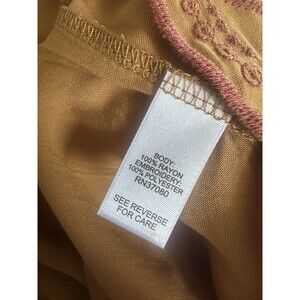 BODY:
100% RAYON
EMBROIDERY:
100% POLYESTER
RN37080
SEE REVERSE
FOR CARE